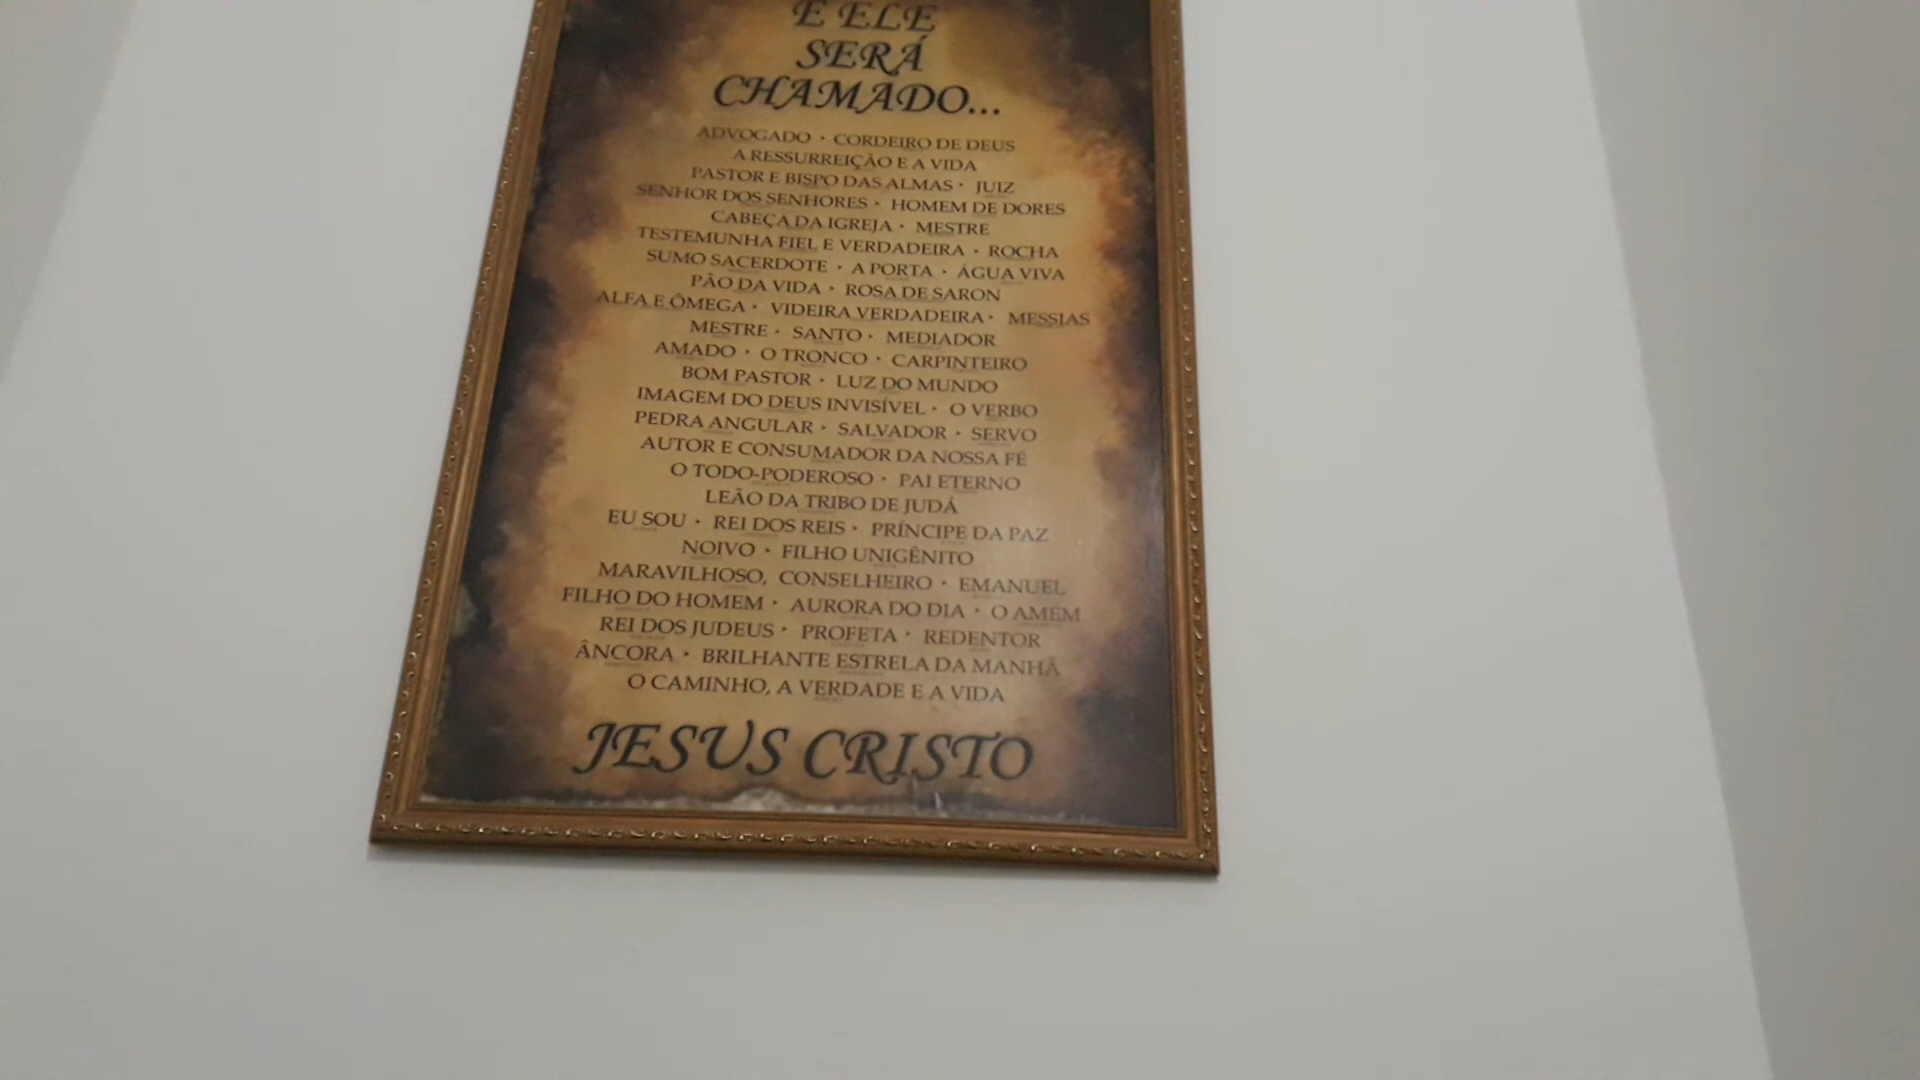 E ELE
SERÁ
CHAMADO...
ADVOGADO • CORDEIRO DE DEUS
A RESSURREIÇÃO E A VIDA
PASTOR E BISPO DAS ALMAS • JUIZ
SENHOR DOS SENHORES • HOMEM DE DORES
CABEÇA DA IGREJA • MESTRE
TESTEMUNHA FIEL E VERDADEIRA • ROCHA
SUMO SACERDOTE • A PORTA • ÁGUA VIVA
PÃO DA VIDA • ROSA DE SARON
ALFA E ÔMEGA • VIDEIRA VERDADEIRA • MESSIAS
MESTRE • SANTO • MEDIADOR
AMADO • O TRONCO • CARPINTEIRO
BOM PASTOR • LUZ DO MUNDO
IMAGEM DO DEUS INVISÍVEL • O VERBO
PEDRA ANGULAR • SALVADOR • SERVO
AUTOR E CONSUMADOR DA NOSSA FÉ
O TODO-PODEROSO • PAI ETERNO
LEÃO DA TRIBO DE JUDÁ
EU SOU • REI DOS REIS • PRÍNCIPE DA PAZ
NOIVO • FILHO UNIGÊNITO
MARAVILHOSO, CONSELHEIRO • EMANUEL
FILHO DO HOMEM • AURORA DO DIA • O AMÉM
REI DOS JUDEUS • PROFETA • REDENTOR
ÂNCORA • BRILHANTE ESTRELA DA MANHÃ
O CAMINHO, A VERDADE E A VIDA
JESUS CRISTO